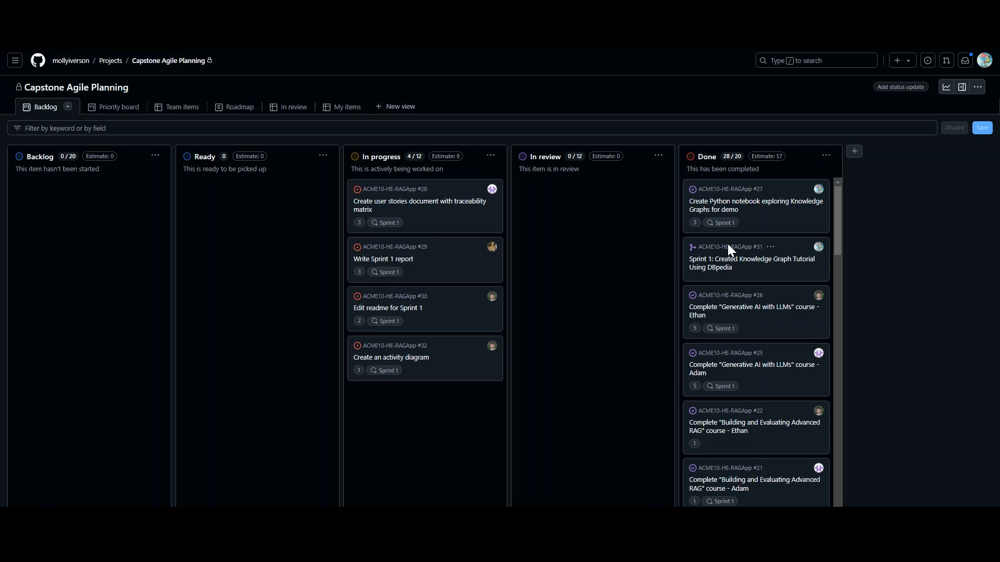 mollyiverson / Projects / Capstone Agile Planning
Type / to search
Capstone Agile Planning
Add status update
Backlog
Priority board
Team items
Roadmap
In review
My items
New view
Filter by keyword or by field
Discard
Save
Backlog 0 / 20 Estimate: 0
This item hasn't been started
Ready 0 Estimate: 0
This is ready to be picked up
In progress 4 / 12 Estimate: 9
This is actively being worked on
ACME10-HE-RAGApp #28
Create user stories document with traceability
matrix
3 Sprint 1
ACME10-HE-RAGApp #29
Write Sprint 1 report
3 Sprint 1
ACME10-HE-RAGApp #30
Edit readme for Sprint 1
2 Sprint 1
ACME10-HE-RAGApp #32
Create an activity diagram
1 Sprint 1
In review 0 / 12 Estimate: 0
This item is in review
Done 28 / 20 Estimate: 57
This has been completed
ACME10-HE-RAGApp #27
Create Python notebook exploring Knowledge
Graphs for demo
3 Sprint 1
ACME10-HE-RAGApp #31
Sprint 1: Created Knowledge Graph Tutorial
Using DBpedia
ACME10-HE-RAGApp #26
Complete "Generative AI with LLMs" course -
Ethan
5 Sprint 1
ACME10-HE-RAGApp #25
Complete "Generative AI with LLMs" course -
Adam
5 Sprint 1
ACME10-HE-RAGApp #22
Complete "Building and Evaluating Advanced
RAG" course - Ethan
1
ACME10-HE-RAGApp #21
Complete "Building and Evaluating Advanced
RAG" course - Adam
1 Sprint 1